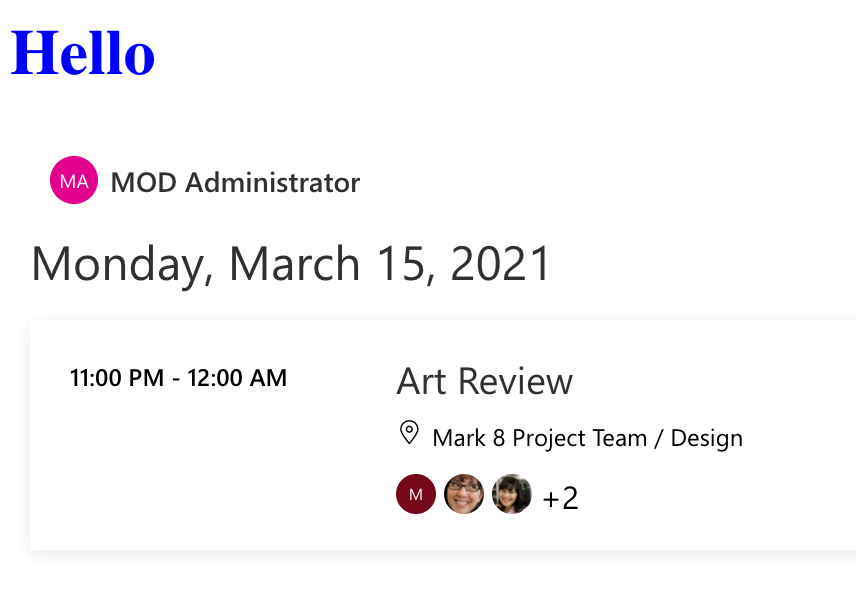 Hello
MA MOD Administrator
Monday, March 15, 2021
11:00 PM - 12:00 AM
Art Review
Mark 8 Project Team / Design
M +2